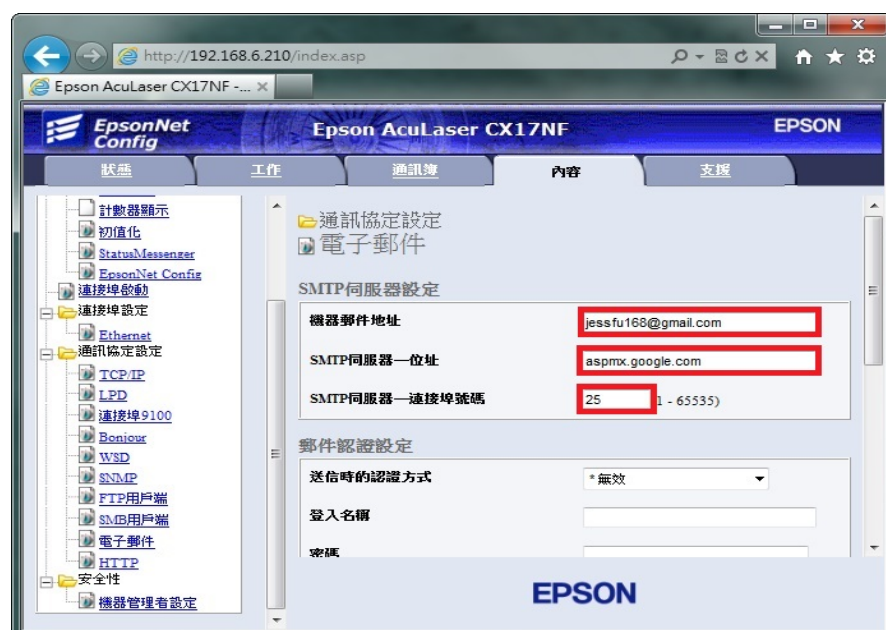 http://192.168.6.210/index.asp
Epson AcuLaser CX17NF -...
EpsonNet Config
Epson AcuLaser CX17NF
EPSON
狀態 工作 通訊簿 內容 支援
計數器顯示
初值化
StatusMessenger
EpsonNet Config
連接埠啟動
連接埠設定
Ethernet
通訊協定設定
TCP/IP
LPD
連接埠9100
Bonjour
WSD
SNMP
FTP用戶端
SMB用戶端
電子郵件
HTTP
安全性
機器管理者設定
通訊協定設定
電子郵件
SMTP伺服器設定
機器郵件地址 jessfu168@gmail.com
SMTP伺服器—位址 aspmx.google.com
SMTP伺服器—連接埠號碼 25 1 - 65535)
郵件認證設定
送信時的認證方式 *無效
登入名稱
密碼
EPSON